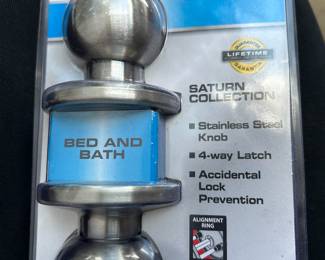 LIFETIME
SATURN
COLLECTION
BED AND
BATH
Stainless Steel
Knob
4-way Latch
Accidental
Lock
Prevention
ALIGNMENT
RING